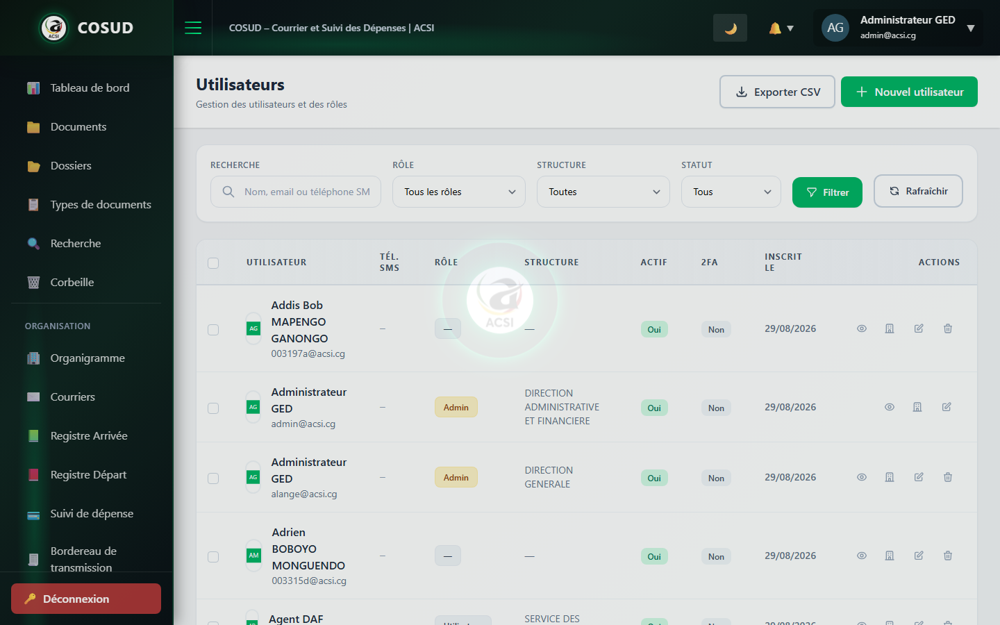 ACSI
COSUD
COSUD – Courrier et Suivi des Dépenses | ACSI
AG
Administrateur GED
admin@acsi.cg
Tableau de bord
Documents
Dossiers
Types de documents
Recherche
Corbeille
ORGANISATION
Organigramme
Courriers
Registre Arrivée
Registre Départ
Suivi de dépense
Bordereau de
transmission
Déconnexion
Utilisateurs
Gestion des utilisateurs et des rôles
Exporter CSV
Nouvel utilisateur
RECHERCHE
RÔLE
STRUCTURE
STATUT
Nom, email ou téléphone SM
Tous les rôles
Toutes
Tous
Filtrer
Rafraîchir
UTILISATEUR
TÉL.
SMS
RÔLE
STRUCTURE
ACTIF
2FA
INSCRIT
LE
ACTIONS
ACSI
AG
Addis Bob
MAPENGO
GANONGO
003197a@acsi.cg
–
—
—
Oui
Non
29/08/2026
AG
Administrateur
GED
admin@acsi.cg
–
Admin
DIRECTION
ADMINISTRATIVE
ET FINANCIERE
Oui
Non
29/08/2026
AG
Administrateur
GED
alange@acsi.cg
–
Admin
DIRECTION
GENERALE
Oui
Non
29/08/2026
AM
Adrien
BOBOYO
MONGUENDO
003315d@acsi.cg
–
—
—
Oui
Non
29/08/2026
Agent DAF
SERVICE DES